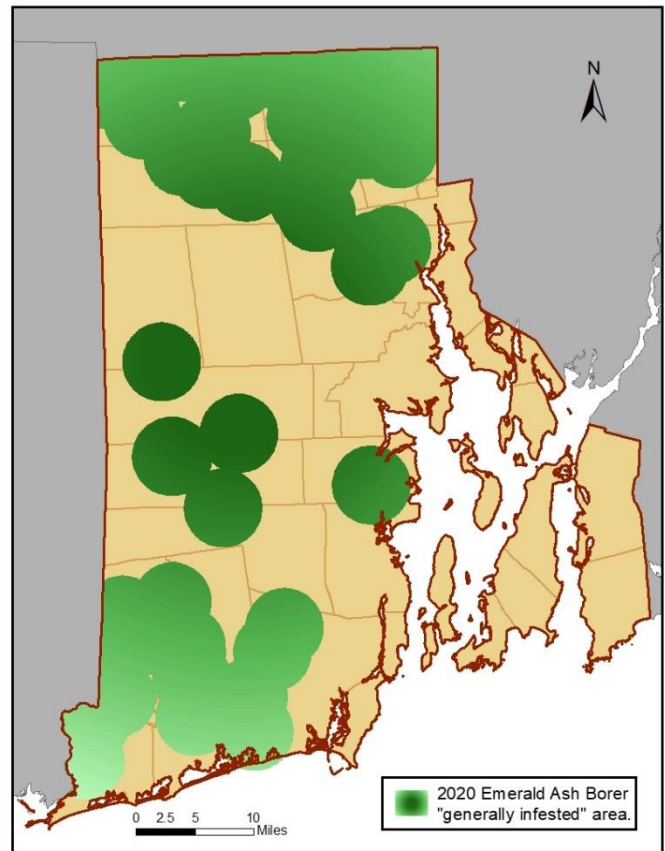 N
2020 Emerald Ash Borer
"generally infested" area.
0 2.5 5 10
Miles